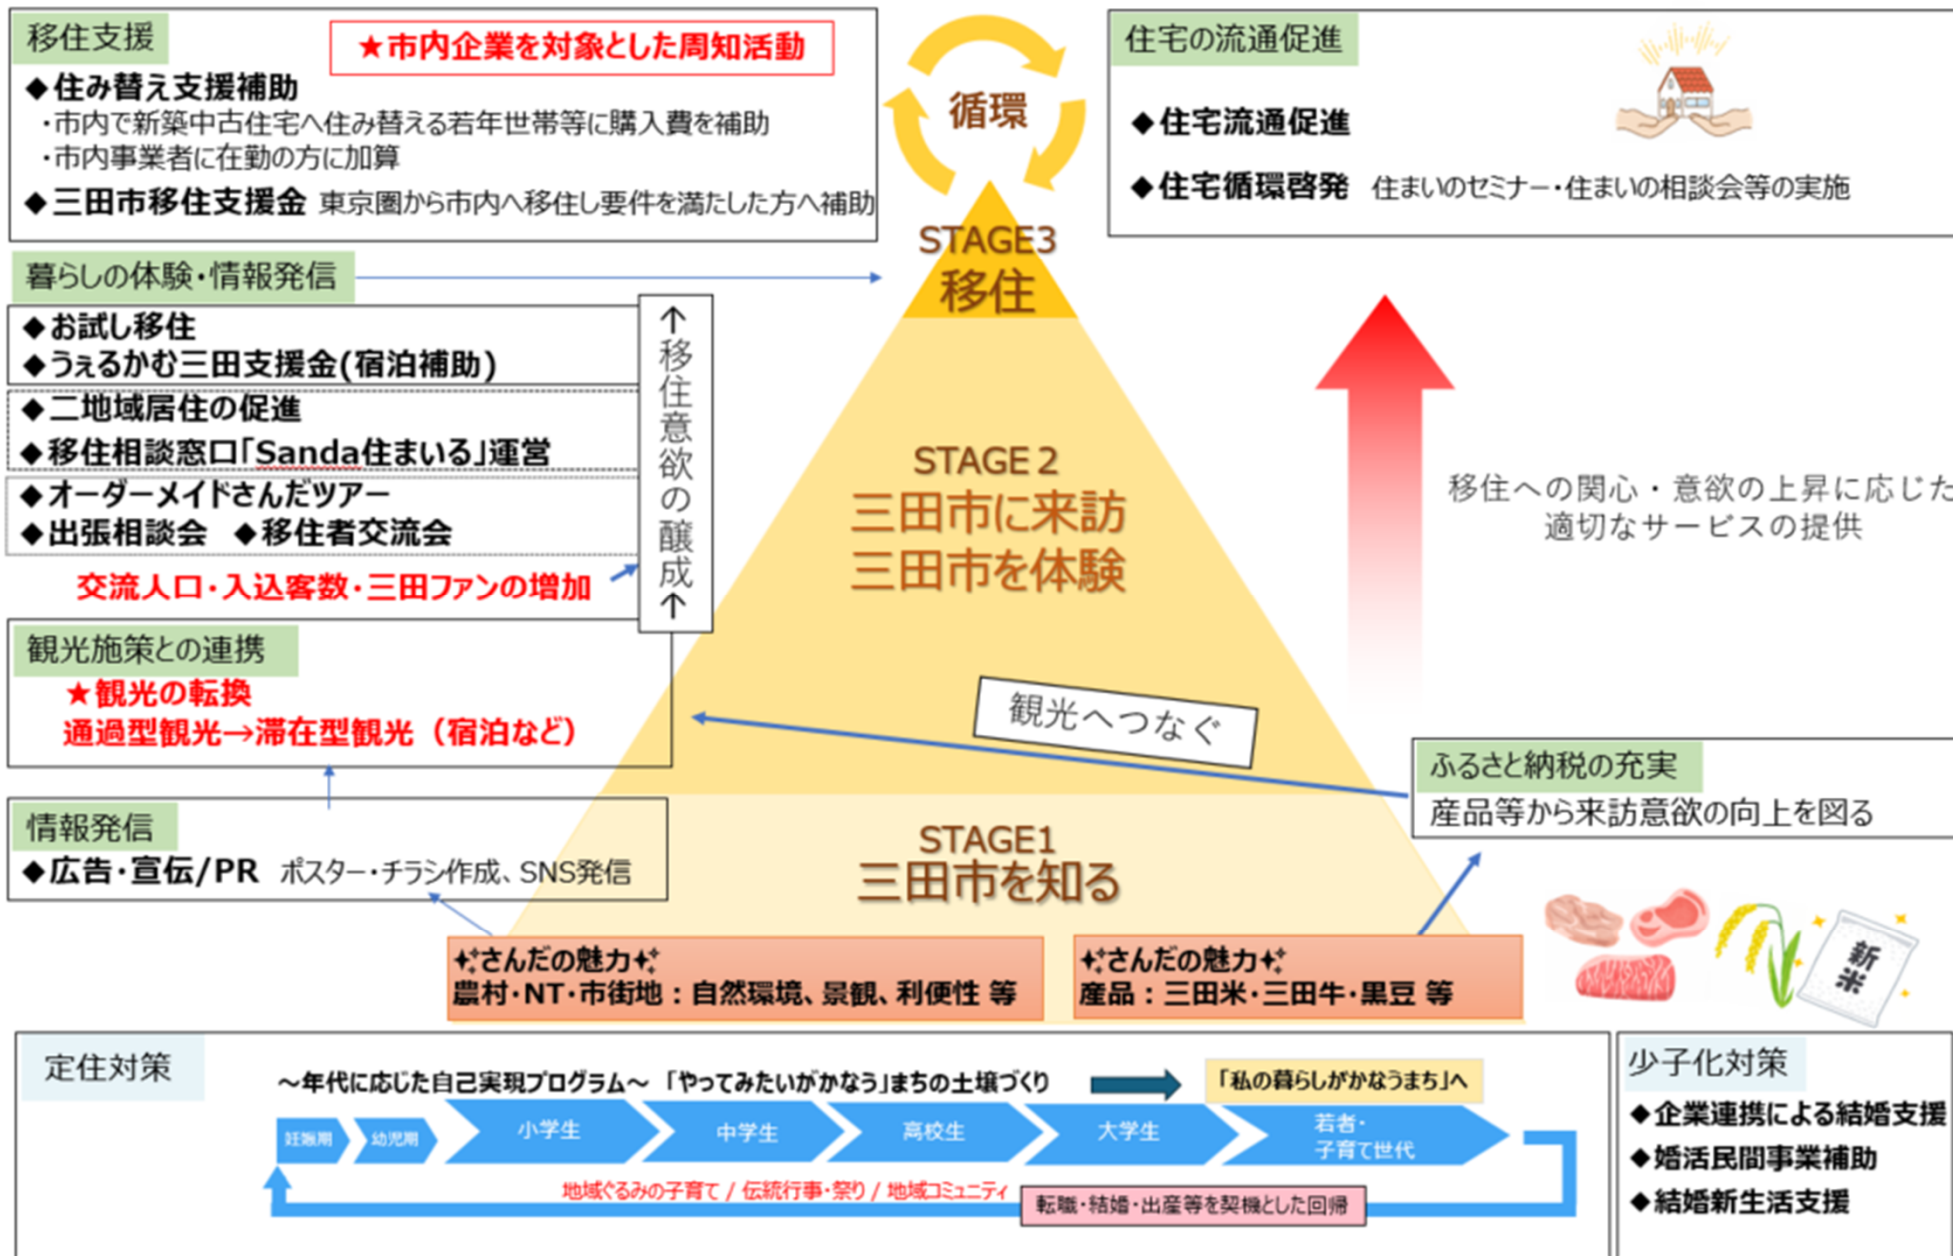 移住支援
★市内企業を対象とした周知活動
◆住み替え支援補助
・市内で新築中古住宅へ住み替える若年世帯等に購入費を補助
・市内事業者に在勤の方に加算
◆三田市移住支援金 東京圏から市内へ移住し要件を満たした方へ補助
循環
住宅の流通促進
◆住宅流通促進
◆住宅循環啓発 住まいのセミナー・住まいの相談会等の実施
STAGE3
移住
暮らしの体験・情報発信
◆お試し移住
◆うぇるかむ三田支援金(宿泊補助)
◆二地域居住の促進
◆移住相談窓口「Sanda住まいる」運営
◆オーダーメイドさんだツアー
◆出張相談会 ◆移住者交流会
交流人口・入込客数・三田ファンの増加
↑移住意欲の醸成↑
STAGE 2
三田市に来訪
三田市を体験
移住への関心・意欲の上昇に応じた
適切なサービスの提供
観光施策との連携
★観光の転換
通過型観光→滞在型観光（宿泊など）
観光へつなぐ
ふるさと納税の充実
産品等から来訪意欲の向上を図る
情報発信
◆広告・宣伝/PR ポスター・チラシ作成、SNS発信
STAGE1
三田市を知る
さんだの魅力
農村・NT・市街地：自然環境、景観、利便性 等
さんだの魅力
産品：三田米・三田牛・黒豆 等
新米
定住対策
～年代に応じた自己実現プログラム～ 「やってみたいがかなう」まちの土壌づくり
「私の暮らしがかなうまち」へ
妊娠期
幼児期
小学生
中学生
高校生
大学生
若者・
子育て世代
地域ぐるみの子育て / 伝統行事・祭り / 地域コミュニティ
転職・結婚・出産等を契機とした回帰
少子化対策
◆企業連携による結婚支援
◆婚活民間事業補助
◆結婚新生活支援